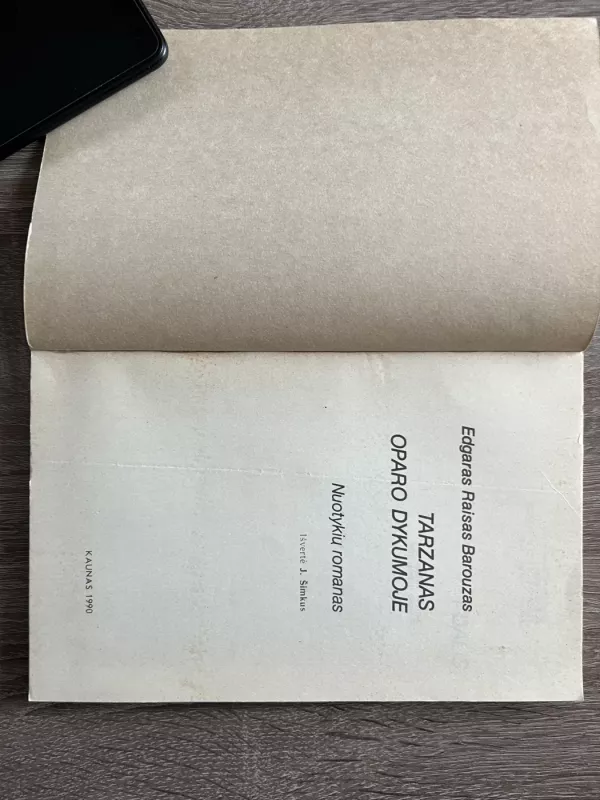 Edgaras Raisas Barouzas
TARZANAS
OPARO DYKUMOJE
Nuotykių romanas
Išvertė J. Šimkus
KAUNAS 1990